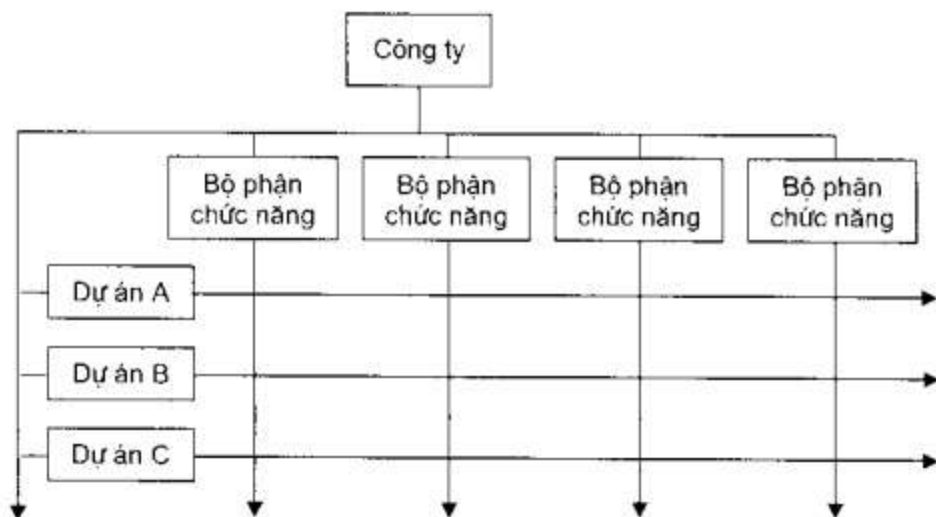 Công ty
Bộ phận
chức năng
Bộ phận
chức năng
Bộ phận
chức năng
Bộ phận
chức năng
Dự án A
Dự án B
Dự án C